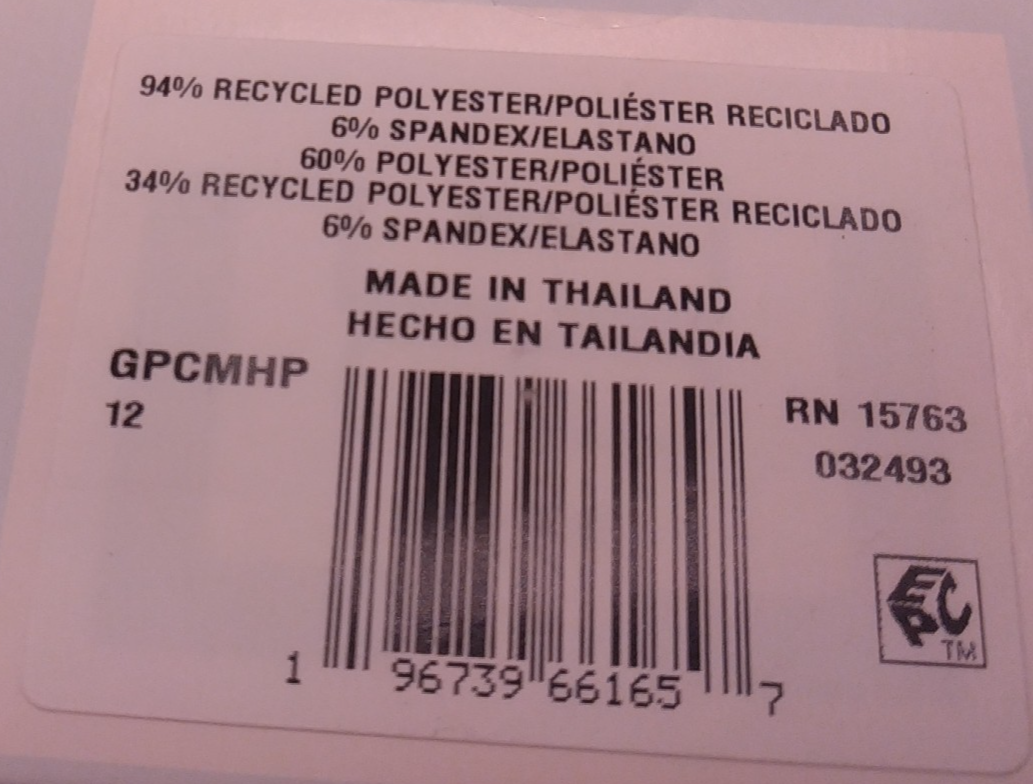 94% RECYCLED POLYESTER/POLIÉSTER RECICLADO
6% SPANDEX/ELASTANO
60% POLYESTER/POLIÉSTER
34% RECYCLED POLYESTER/POLIÉSTER RECICLADO
6% SPANDEX/ELASTANO
MADE IN THAILAND
HECHO EN TAILANDIA
GPCMHP
12
RN 15763
032493
EPC
TM
1 96739 66165 7